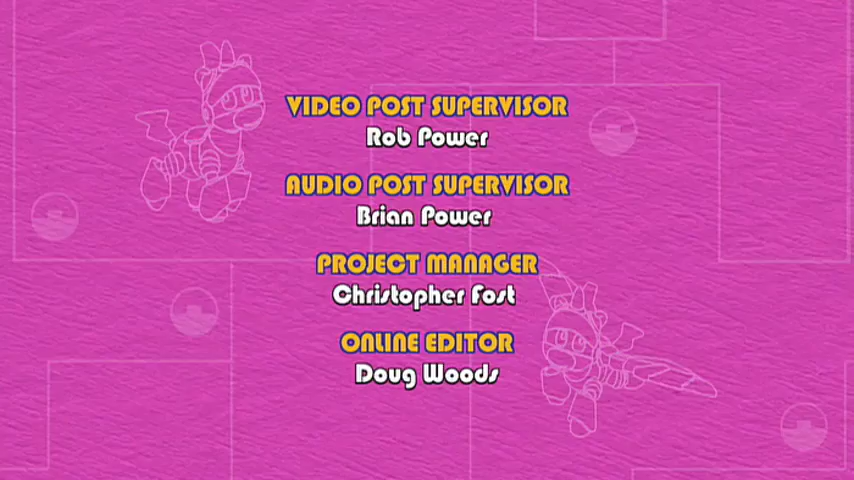 VIDEO POST SUPERVISOR
Rob Power
AUDIO POST SUPERVISOR
Brian Power
PROJECT MANAGER
Christopher Fost
ONLINE EDITOR
Doug Woods